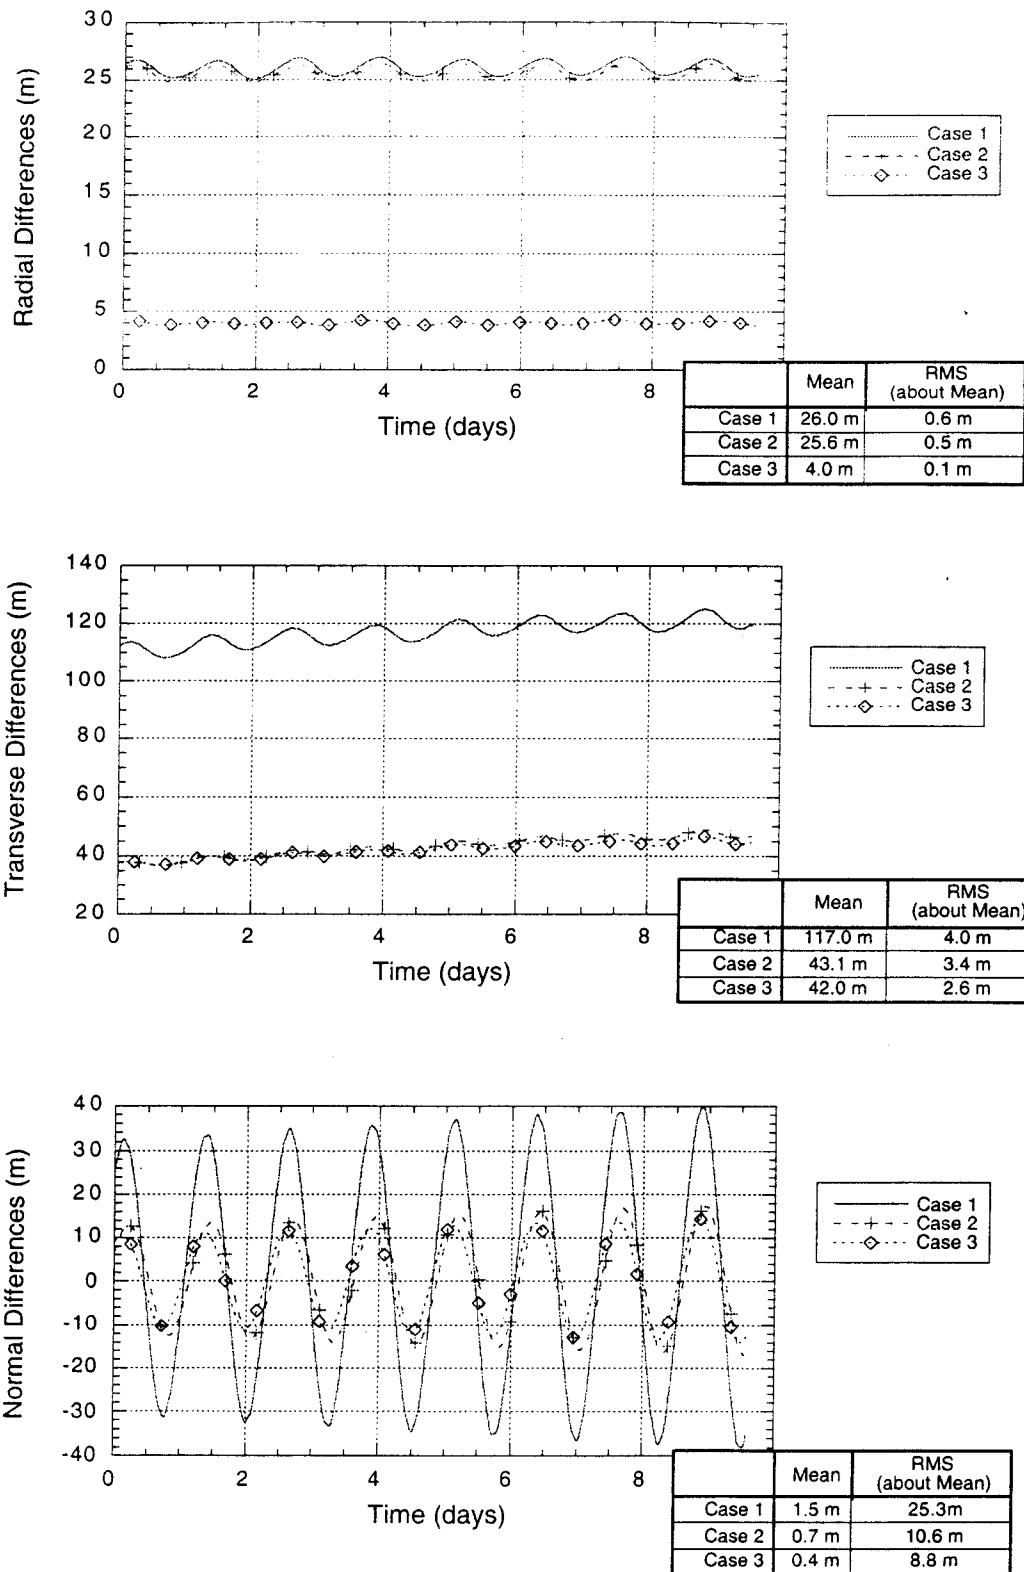 30
25
20
15
10
5
0
Radial Differences (m)
0 2 4 6 8
Time (days)
Case 1
Case 2
Case 3
Mean RMS (about Mean)
Case 1 26.0 m 0.6 m
Case 2 25.6 m 0.5 m
Case 3 4.0 m 0.1 m
140
120
100
80
60
40
20
Transverse Differences (m)
0 2 4 6 8
Time (days)
Case 1
Case 2
Case 3
Mean RMS (about Mean)
Case 1 117.0 m 4.0 m
Case 2 43.1 m 3.4 m
Case 3 42.0 m 2.6 m
40
30
20
10
0
-10
-20
-30
-40
Normal Differences (m)
0 2 4 6 8
Time (days)
Case 1
Case 2
Case 3
Mean RMS (about Mean)
Case 1 1.5 m 25.3m
Case 2 0.7 m 10.6 m
Case 3 0.4 m 8.8 m